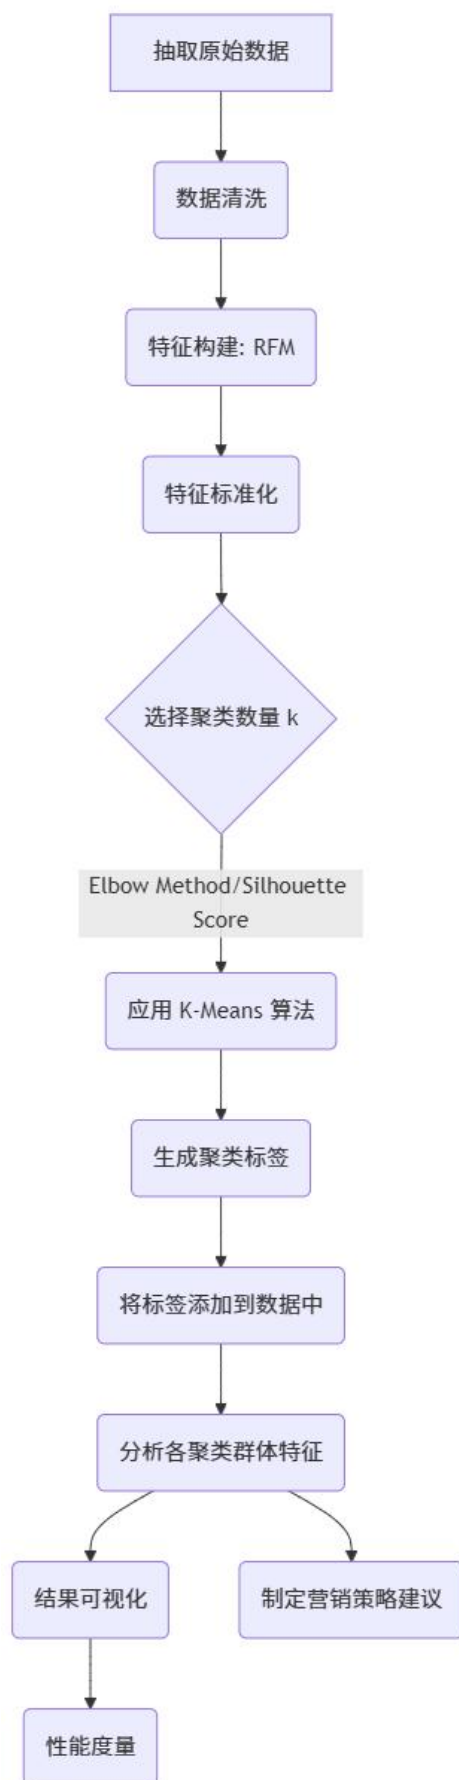 抽取原始数据
数据清洗
特征构建: RFM
特征标准化
选择聚类数量 k
Elbow Method/Silhouette
Score
应用 K-Means 算法
生成聚类标签
将标签添加到数据中
分析各聚类群体特征
结果可视化
制定营销策略建议
性能度量